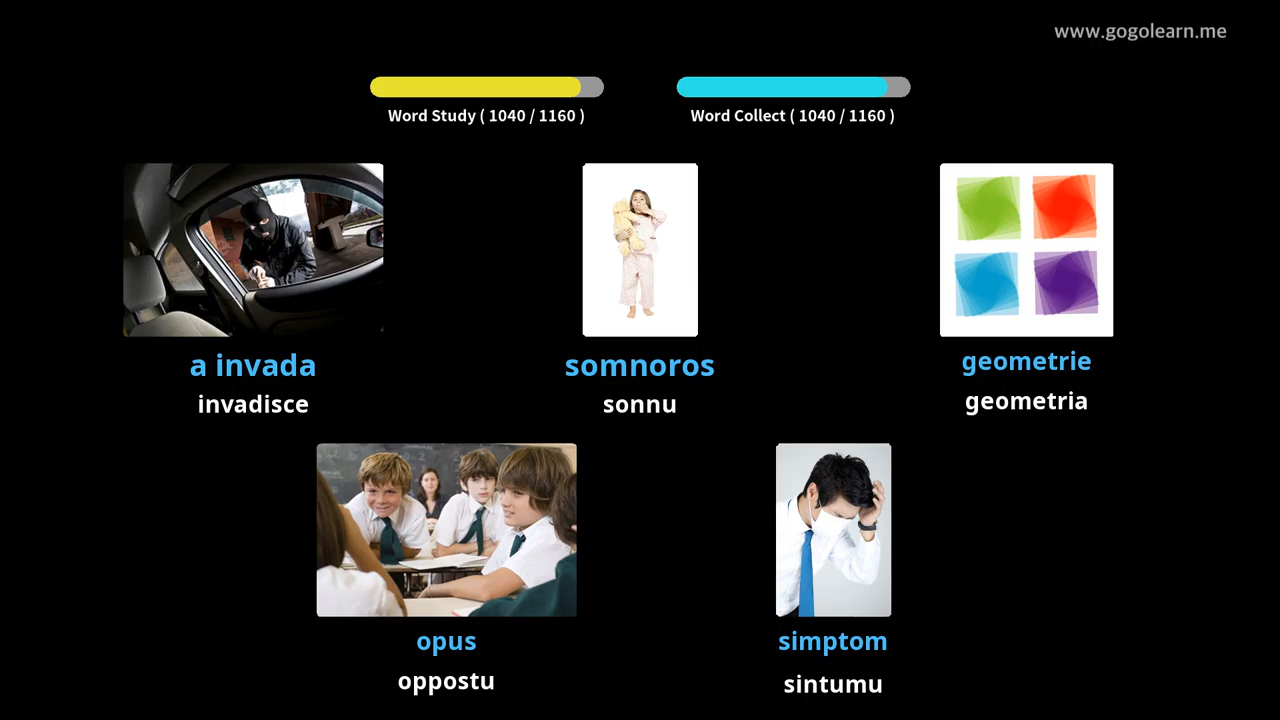 www.gogolearn.me
Word Study ( 1040 / 1160 )
Word Collect ( 1040 / 1160 )
a invada
invadisce
somnoros
sonnu
geometrie
geometria
opus
oppostu
simptom
sintumu